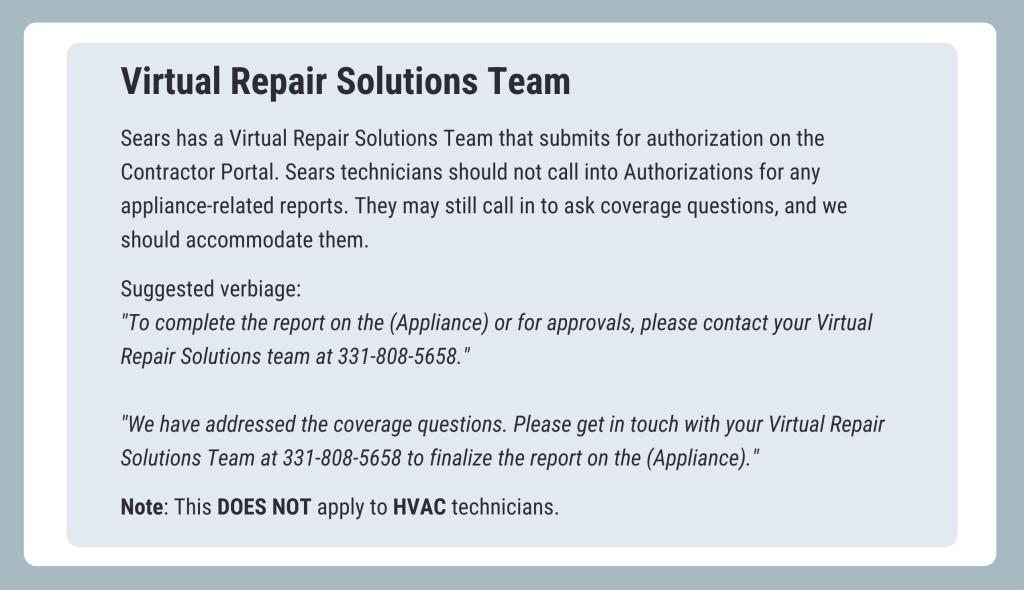 Virtual Repair Solutions Team
Sears has a Virtual Repair Solutions Team that submits for authorization on the
Contractor Portal. Sears technicians should not call into Authorizations for any
appliance-related reports. They may still call in to ask coverage questions, and we
should accommodate them.
Suggested verbiage:
"To complete the report on the (Appliance) or for approvals, please contact your Virtual
Repair Solutions team at 331-808-5658."
"We have addressed the coverage questions. Please get in touch with your Virtual Repair
Solutions Team at 331-808-5658 to finalize the report on the (Appliance)."
Note: This DOES NOT apply to HVAC technicians.